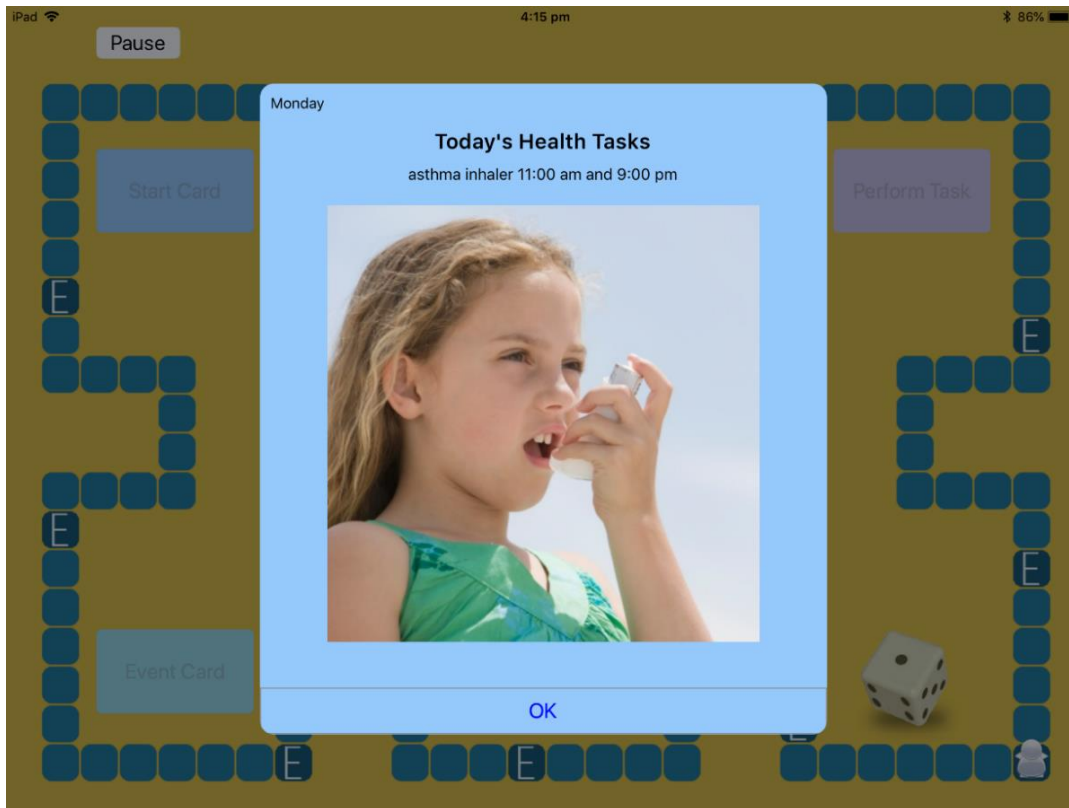 iPad 4:15 pm 86%
Pause
Monday
Today's Health Tasks
asthma inhaler 11:00 am and 9:00 pm
Start Card
Perform Task
E
E
E
E
Event Card
OK
E
E
E